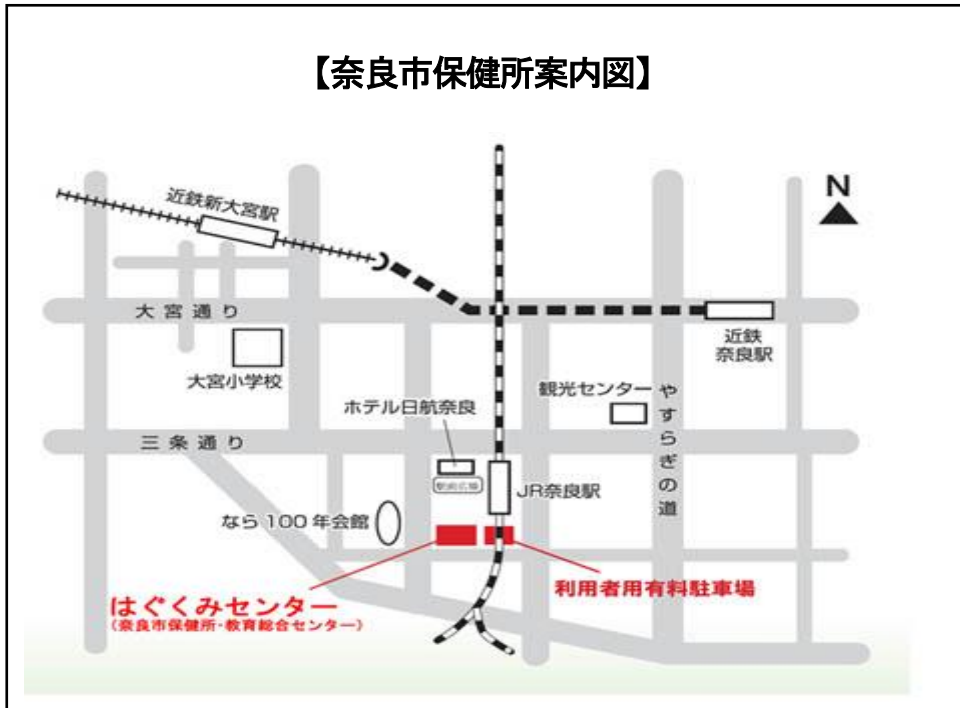 【奈良市保健所案内図】
近鉄新大宮駅
N
大宮通り
近鉄
奈良駅
大宮小学校
観光センター
やすらぎの道
ホテル日航奈良
三条通り
駅前広場
JR奈良駅
なら100年会館
利用者用有料駐車場
はぐくみセンター
(奈良市保健所・教育総合センター)